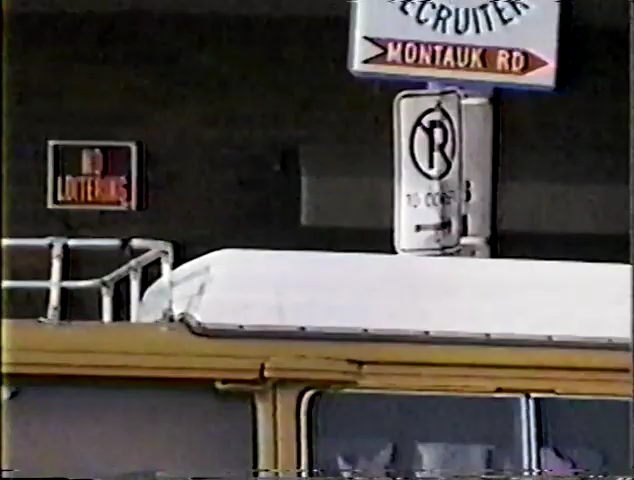 RECRUITER
MONTAUK RD
NO
LOITERING
P
TO CORNER